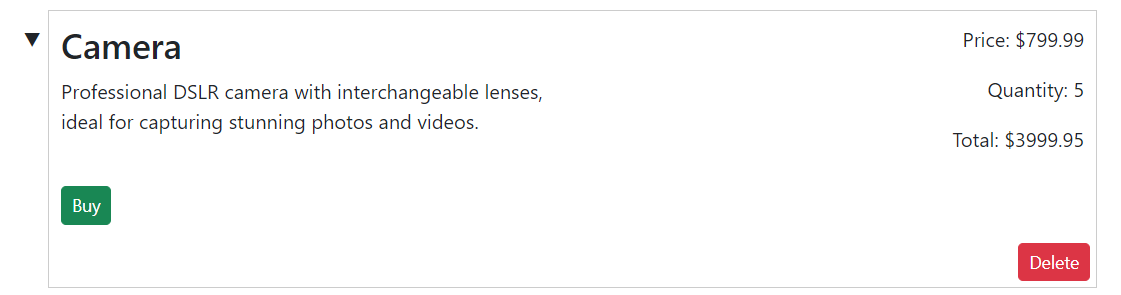 Camera
Professional DSLR camera with interchangeable lenses,
ideal for capturing stunning photos and videos.
Price: $799.99
Quantity: 5
Total: $3999.95
Buy
Delete